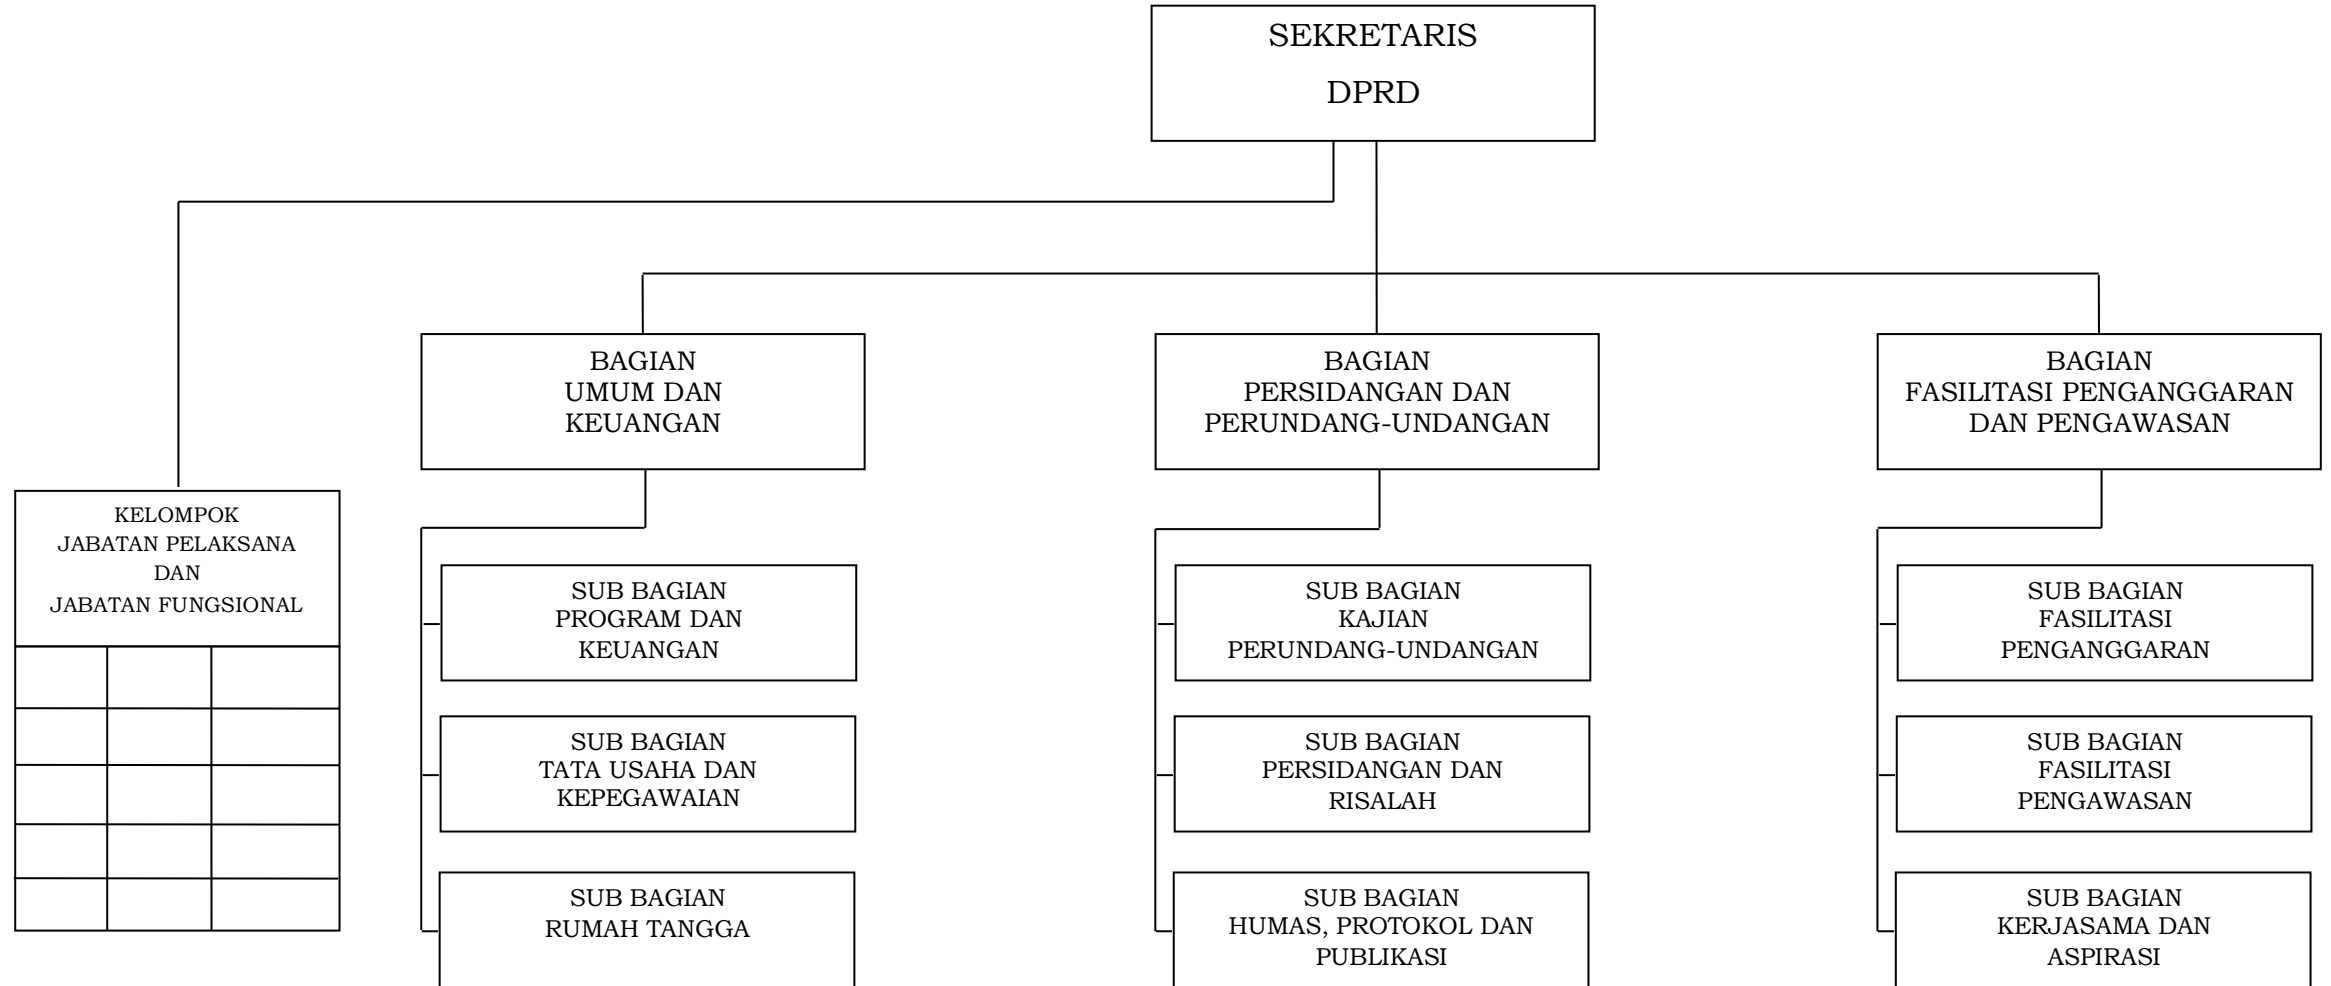 SEKRETARIS
DPRD
BAGIAN
UMUM DAN
KEUANGAN
BAGIAN
PERSIDANGAN DAN
PERUNDANG-UNDANGAN
BAGIAN
FASILITASI PENGANGGARAN
DAN PENGAWASAN
KELOMPOK
JABATAN PELAKSANA
DAN
JABATAN FUNGSIONAL
SUB BAGIAN
PROGRAM DAN
KEUANGAN
SUB BAGIAN
KAJIAN
PERUNDANG-UNDANGAN
SUB BAGIAN
FASILITASI
PENGANGGARAN
SUB BAGIAN
TATA USAHA DAN
KEPEGAWAIAN
SUB BAGIAN
PERSIDANGAN DAN
RISALAH
SUB BAGIAN
FASILITASI
PENGAWASAN
SUB BAGIAN
RUMAH TANGGA
SUB BAGIAN
HUMAS, PROTOKOL DAN
PUBLIKASI
SUB BAGIAN
KERJASAMA DAN
ASPIRASI